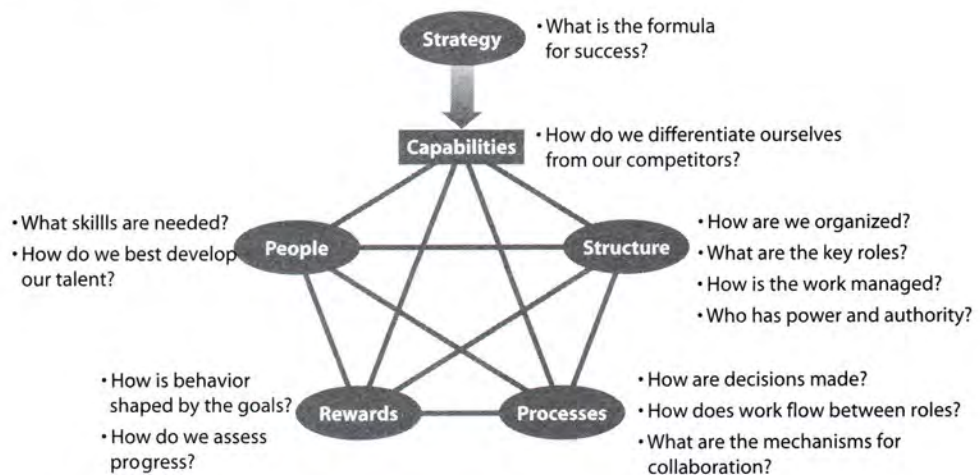 Strategy
• What is the formula
for success?
Capabilities
• How do we differentiate ourselves
from our competitors?
• What skillls are needed?
• How do we best develop
our talent?
People
Structure
• How are we organized?
• What are the key roles?
• How is the work managed?
• Who has power and authority?
• How is behavior
shaped by the goals?
• How do we assess
progress?
Rewards
Processes
• How are decisions made?
• How does work flow between roles?
• What are the mechanisms for
collaboration?